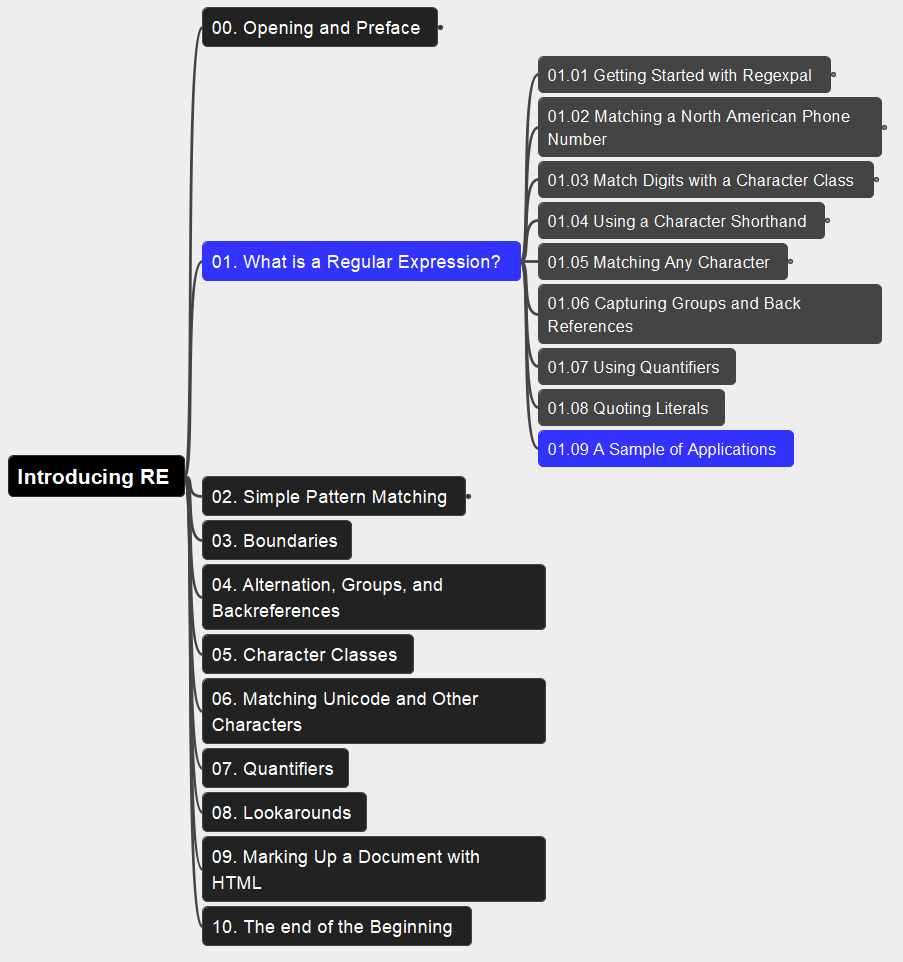 Introducing RE
00. Opening and Preface
01. What is a Regular Expression?
01.01 Getting Started with Regexpal
01.02 Matching a North American Phone
Number
01.03 Match Digits with a Character Class
01.04 Using a Character Shorthand
01.05 Matching Any Character
01.06 Capturing Groups and Back
References
01.07 Using Quantifiers
01.08 Quoting Literals
01.09 A Sample of Applications
02. Simple Pattern Matching
03. Boundaries
04. Alternation, Groups, and
Backreferences
05. Character Classes
06. Matching Unicode and Other
Characters
07. Quantifiers
08. Lookarounds
09. Marking Up a Document with
HTML
10. The end of the Beginning